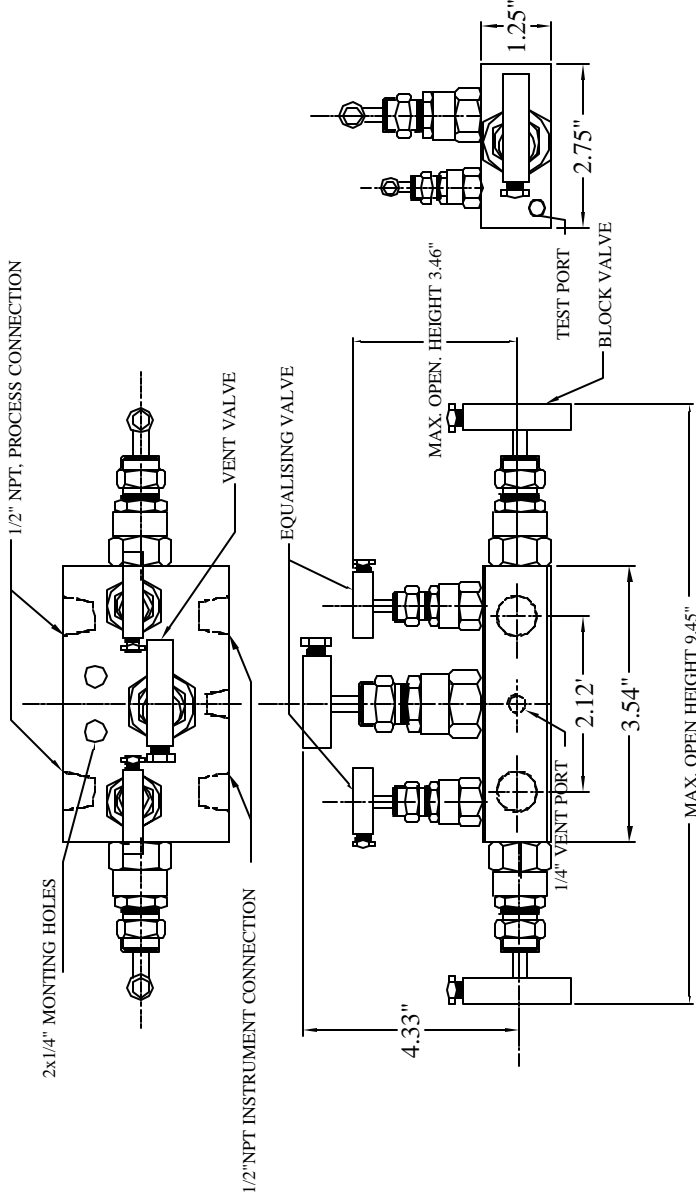 1/2" NPT, PROCESS CONNECTION
2x1/4" MONTING HOLES
VENT VALVE
1/2"NPT INSTRUMENT CONNECTION
EQUALISING VALVE
MAX. OPEN. HEIGHT 3.46"
4.33"
1/4" VENT PORT
2.12'
3.54"
MAX. OPEN HEIGHT 9.45"
BLOCK VALVE
TEST PORT
2.75"
1.25"